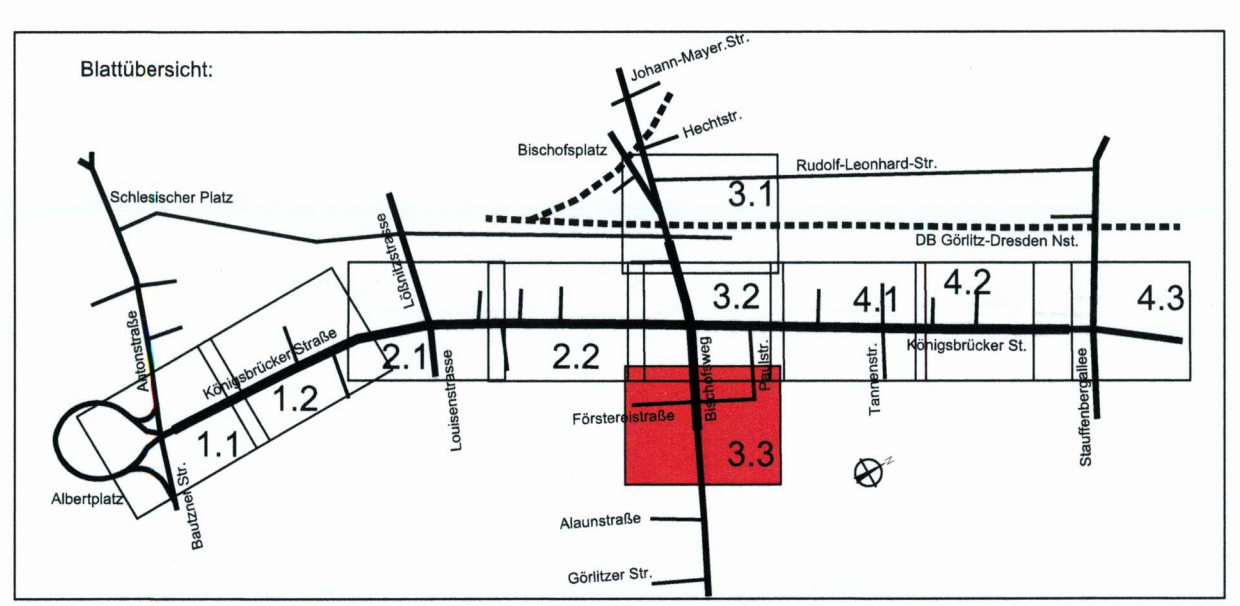 Blattübersicht:
Johann-Mayer.Str.
Hechtstr.
Bischofsplatz
Rudolf-Leonhard-Str.
Schlesischer Platz
3.1
Lößnitzstrasse
DB Görlitz-Dresden Nst.
3.2
4.1
4.2
4.3
Antonstraße
Königsbrücker Straße
2.1
2.2
Königsbrücker St.
Louisenstrasse
Bischofsweg
Paulstr.
Tannenstr.
Stauffenbergallee
1.2
1.1
Förstereistraße
3.3
N
Albertplatz
Bautzner Str.
Alaunstraße
Görlitzer Str.